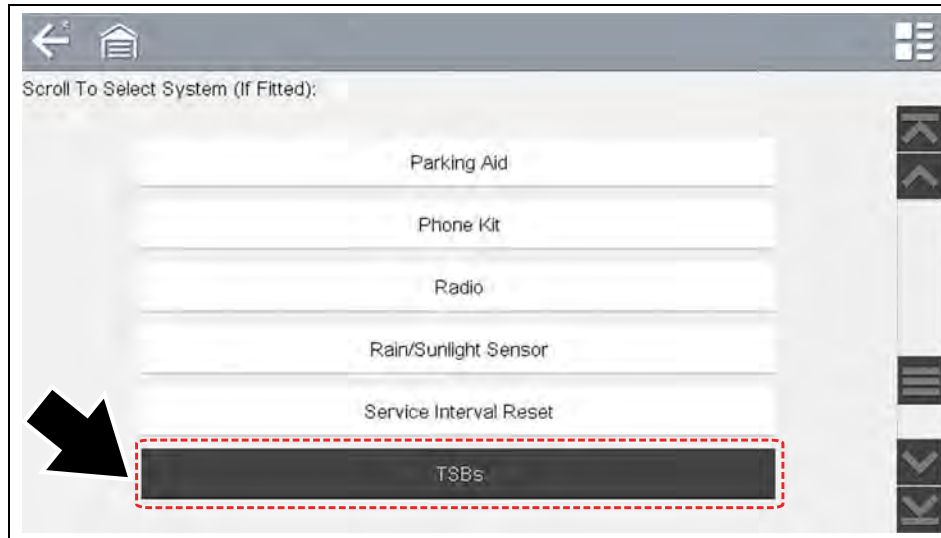 Scroll To Select System (If Fitted):
Parking Aid
Phone Kit
Radio
Rain/Sunlight Sensor
Service Interval Reset
TSBs